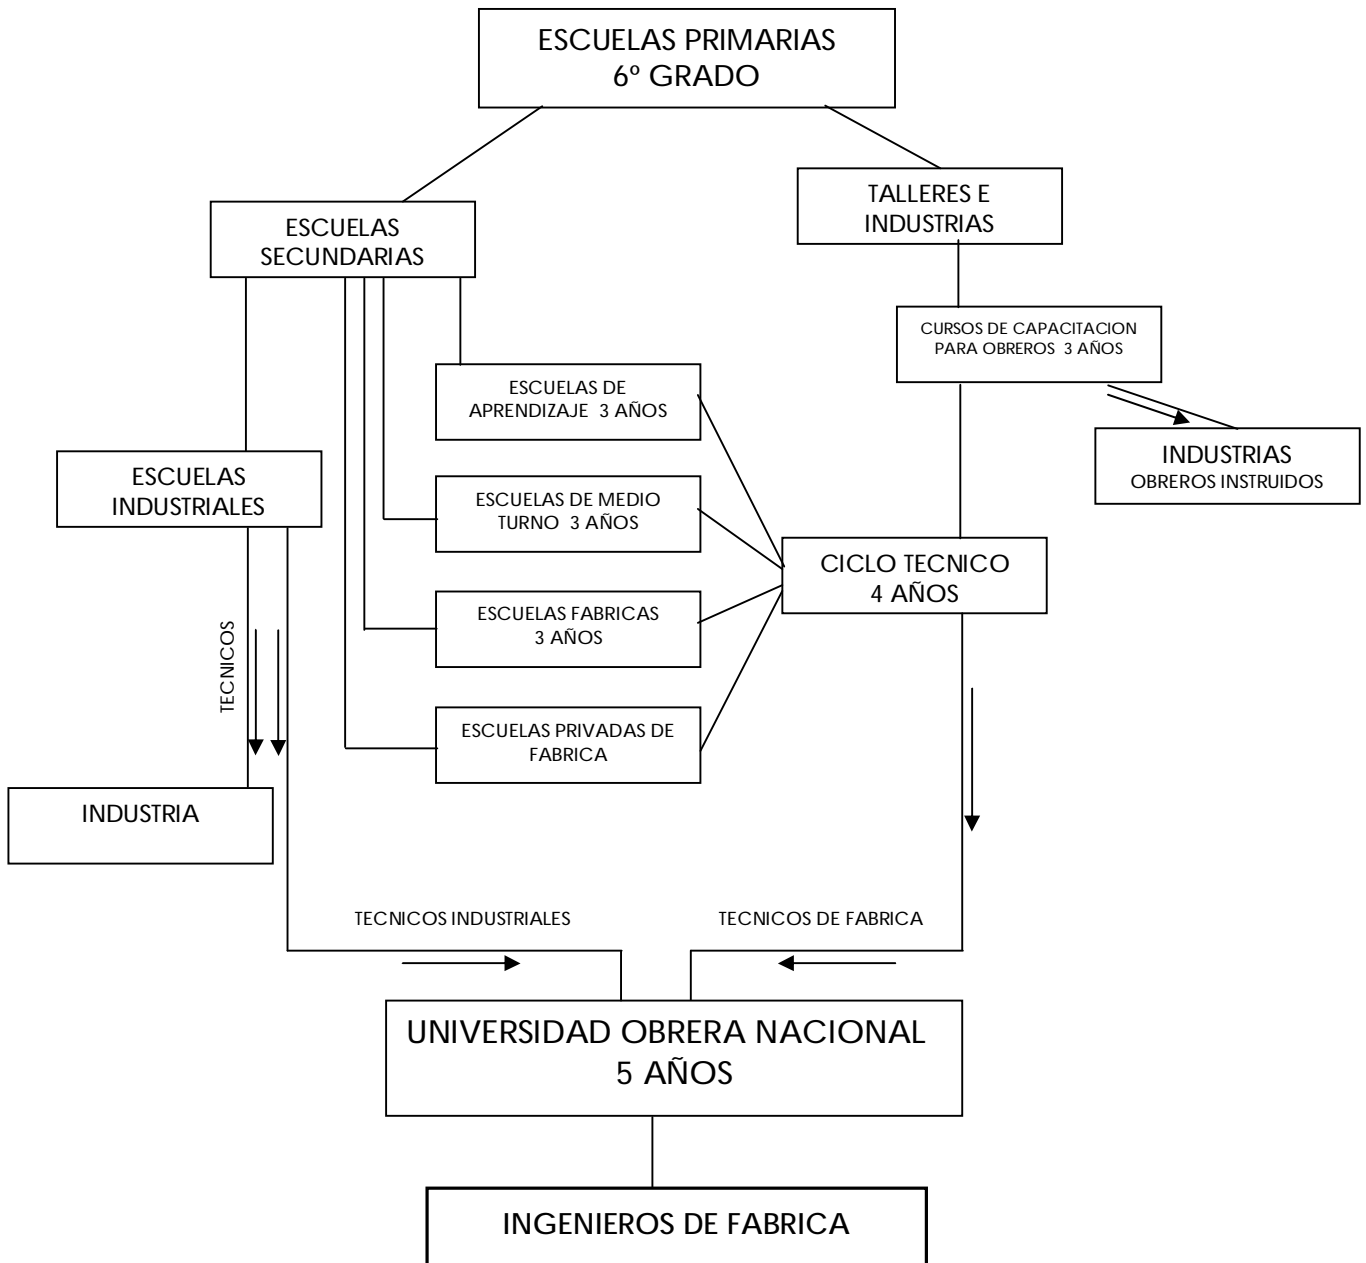 ESCUELAS PRIMARIAS
6º GRADO
TALLERES E
INDUSTRIAS
ESCUELAS
SECUNDARIAS
CURSOS DE CAPACITACION
PARA OBREROS 3 AÑOS
ESCUELAS DE
APRENDIZAJE 3 AÑOS
INDUSTRIAS
OBREROS INSTRUIDOS
ESCUELAS
INDUSTRIALES
ESCUELAS DE MEDIO
TURNO 3 AÑOS
CICLO TECNICO
4 AÑOS
ESCUELAS FABRICAS
3 AÑOS
TECNICOS
ESCUELAS PRIVADAS DE
FABRICA
INDUSTRIA
TECNICOS INDUSTRIALES
TECNICOS DE FABRICA
UNIVERSIDAD OBRERA NACIONAL
5 AÑOS
INGENIEROS DE FABRICA